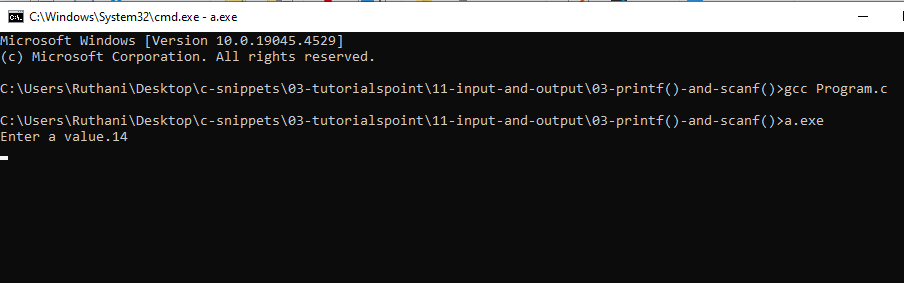 C:\Windows\System32\cmd.exe - a.exe
Microsoft Windows [Version 10.0.19045.4529]
(c) Microsoft Corporation. All rights reserved.
C:\Users\Ruthani\Desktop\c-snippets\03-tutorialspoint\11-input-and-output\03-printf()-and-scanf()>gcc Program.c
C:\Users\Ruthani\Desktop\c-snippets\03-tutorialspoint\11-input-and-output\03-printf()-and-scanf()>a.exe
Enter a value.14